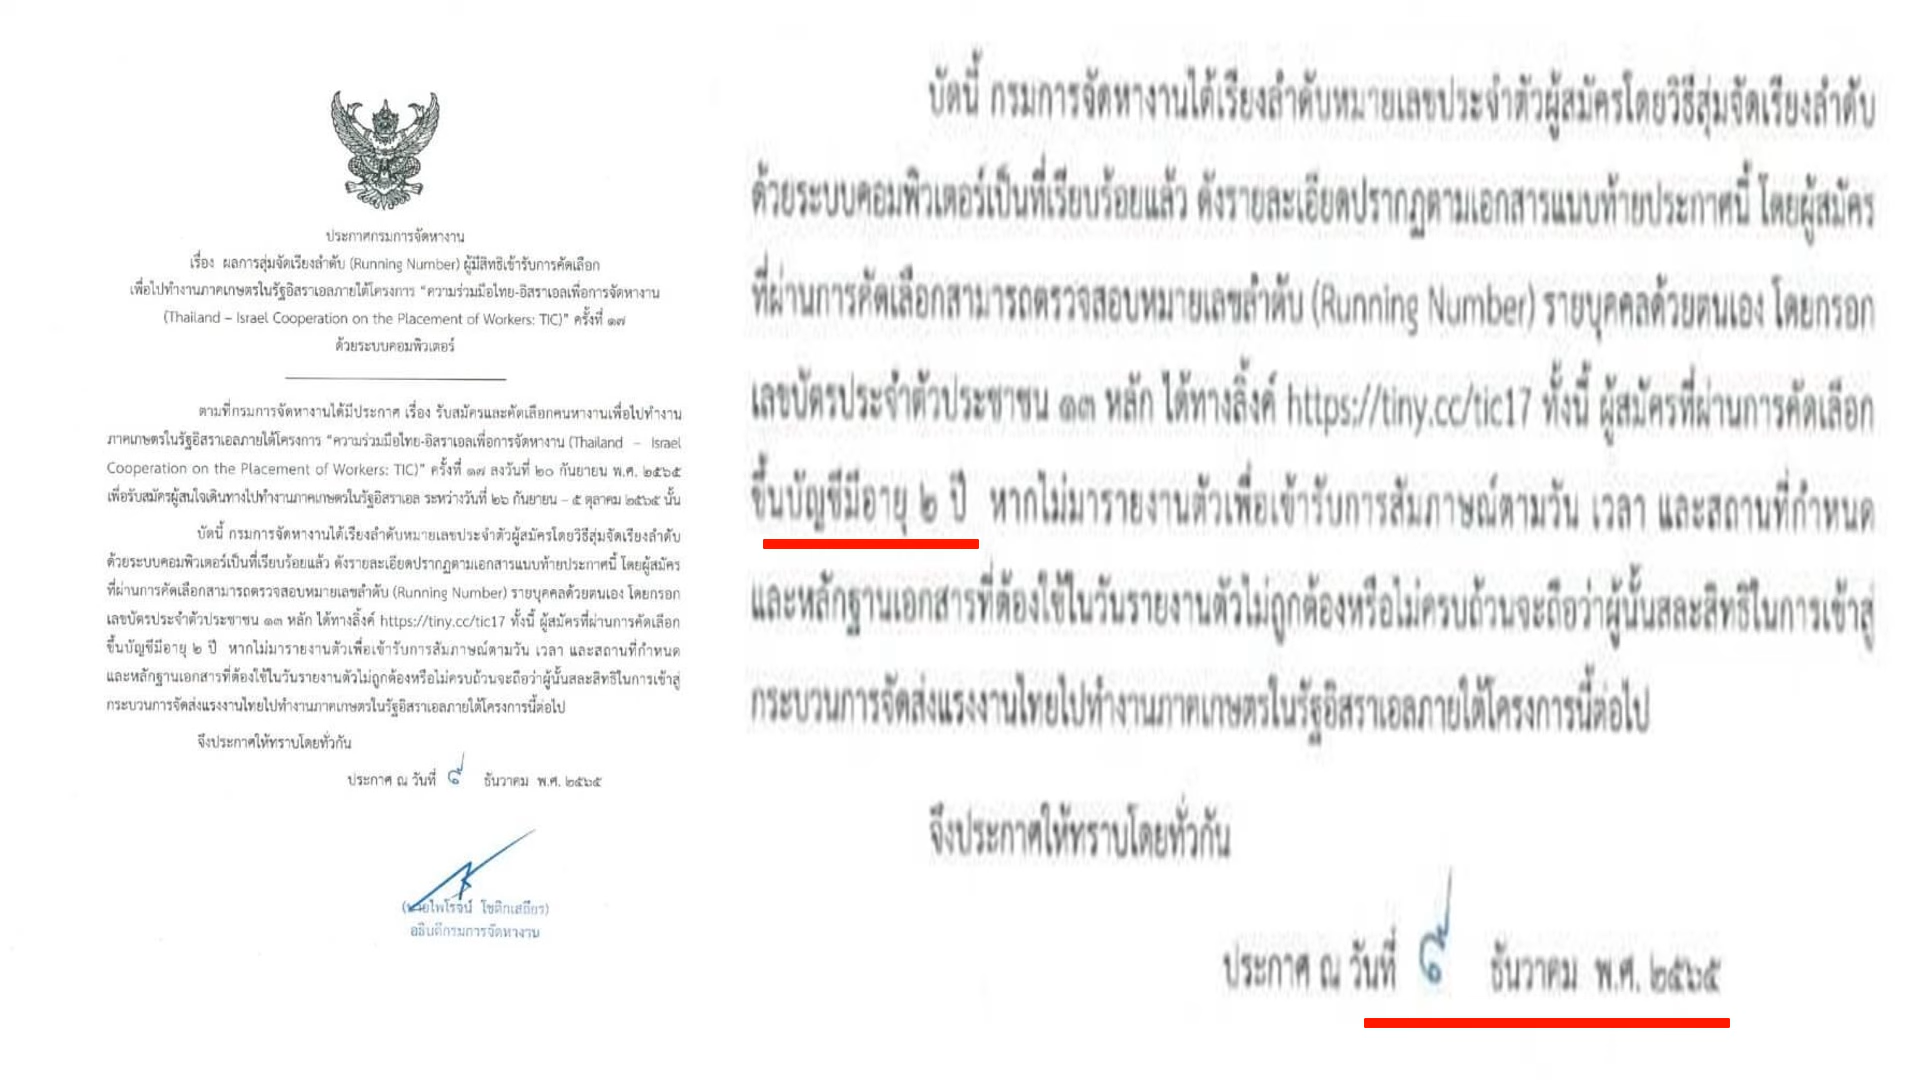 ประกาศกรมการจัดหางาน
เรื่อง ผลการสุ่มจัดเรียงลำดับ (Running Number) ผู้มีสิทธิเข้ารับการคัดเลือก
เพื่อไปทำงานภาคเกษตรในรัฐอิสราเอลภายใต้โครงการ "ความร่วมมือไทย-อิสราเอลเพื่อการจัดหางาน
(Thailand – Israel Cooperation on the Placement of Workers: TIC)" ครั้งที่ ๑๗
ด้วยระบบคอมพิวเตอร์
ตามที่กรมการจัดหางานได้มีประกาศ เรื่อง รับสมัครและคัดเลือกคนหางานเพื่อไปทำงาน
ภาคเกษตรในรัฐอิสราเอลภายใต้โครงการ "ความร่วมมือไทย-อิสราเอลเพื่อการจัดหางาน (Thailand – Israel
Cooperation on the Placement of Workers: TIC)" ครั้งที่ ๑๗ ลงวันที่ ๒๐ กันยายน พ.ศ. ๒๕๖๕
เพื่อรับสมัครผู้สนใจเดินทางไปทำงานภาคเกษตรในรัฐอิสราเอล ระหว่างวันที่ ๒๖ กันยายน – ๕ ตุลาคม ๒๕๖๕ นั้น
บัดนี้ กรมการจัดหางานได้เรียงลำดับหมายเลขประจำตัวผู้สมัครโดยวิธีสุ่มจัดเรียงลำดับ
ด้วยระบบคอมพิวเตอร์เป็นที่เรียบร้อยแล้ว ดังรายละเอียดปรากฏตามเอกสารแนบท้ายประกาศนี้ โดยผู้สมัคร
ที่ผ่านการคัดเลือกสามารถตรวจสอบหมายเลขลำดับ (Running Number) รายบุคคลด้วยตนเอง โดยกรอก
เลขบัตรประจำตัวประชาชน ๑๓ หลัก ได้ทางลิ้งค์ https://tiny.cc/tic17 ทั้งนี้ ผู้สมัครที่ผ่านการคัดเลือก
ขึ้นบัญชีมีอายุ ๒ ปี หากไม่มารายงานตัวเพื่อเข้ารับการสัมภาษณ์ตามวัน เวลา และสถานที่กำหนด
และหลักฐานเอกสารที่ต้องใช้ในวันรายงานตัวไม่ถูกต้องหรือไม่ครบถ้วนจะถือว่าผู้นั้นสละสิทธิในการเข้าสู่
กระบวนการจัดส่งแรงงานไทยไปทำงานภาคเกษตรในรัฐอิสราเอลภายใต้โครงการนี้ต่อไป
จึงประกาศให้ทราบโดยทั่วกัน
ประกาศ ณ วันที่ ๙ ธันวาคม พ.ศ. ๒๕๖๕
(นายไพโรจน์ โชติกเสถียร)
อธิบดีกรมการจัดหางาน
บัดนี้ กรมการจัดหางานได้เรียงลำดับหมายเลขประจำตัวผู้สมัครโดยวิธีสุ่มจัดเรียงลำดับ
ด้วยระบบคอมพิวเตอร์เป็นที่เรียบร้อยแล้ว ดังรายละเอียดปรากฏตามเอกสารแนบท้ายประกาศนี้ โดยผู้สมัคร
ที่ผ่านการคัดเลือกสามารถตรวจสอบหมายเลขลำดับ (Running Number) รายบุคคลด้วยตนเอง โดยกรอก
เลขบัตรประจำตัวประชาชน ๑๓ หลัก ได้ทางลิ้งค์ https://tiny.cc/tic17 ทั้งนี้ ผู้สมัครที่ผ่านการคัดเลือก
ขึ้นบัญชีมีอายุ ๒ ปี หากไม่มารายงานตัวเพื่อเข้ารับการสัมภาษณ์ตามวัน เวลา และสถานที่กำหนด
และหลักฐานเอกสารที่ต้องใช้ในวันรายงานตัวไม่ถูกต้องหรือไม่ครบถ้วนจะถือว่าผู้นั้นสละสิทธิในการเข้าสู่
กระบวนการจัดส่งแรงงานไทยไปทำงานภาคเกษตรในรัฐอิสราเอลภายใต้โครงการนี้ต่อไป
จึงประกาศให้ทราบโดยทั่วกัน
ประกาศ ณ วันที่ ๙ ธันวาคม พ.ศ. ๒๕๖๕